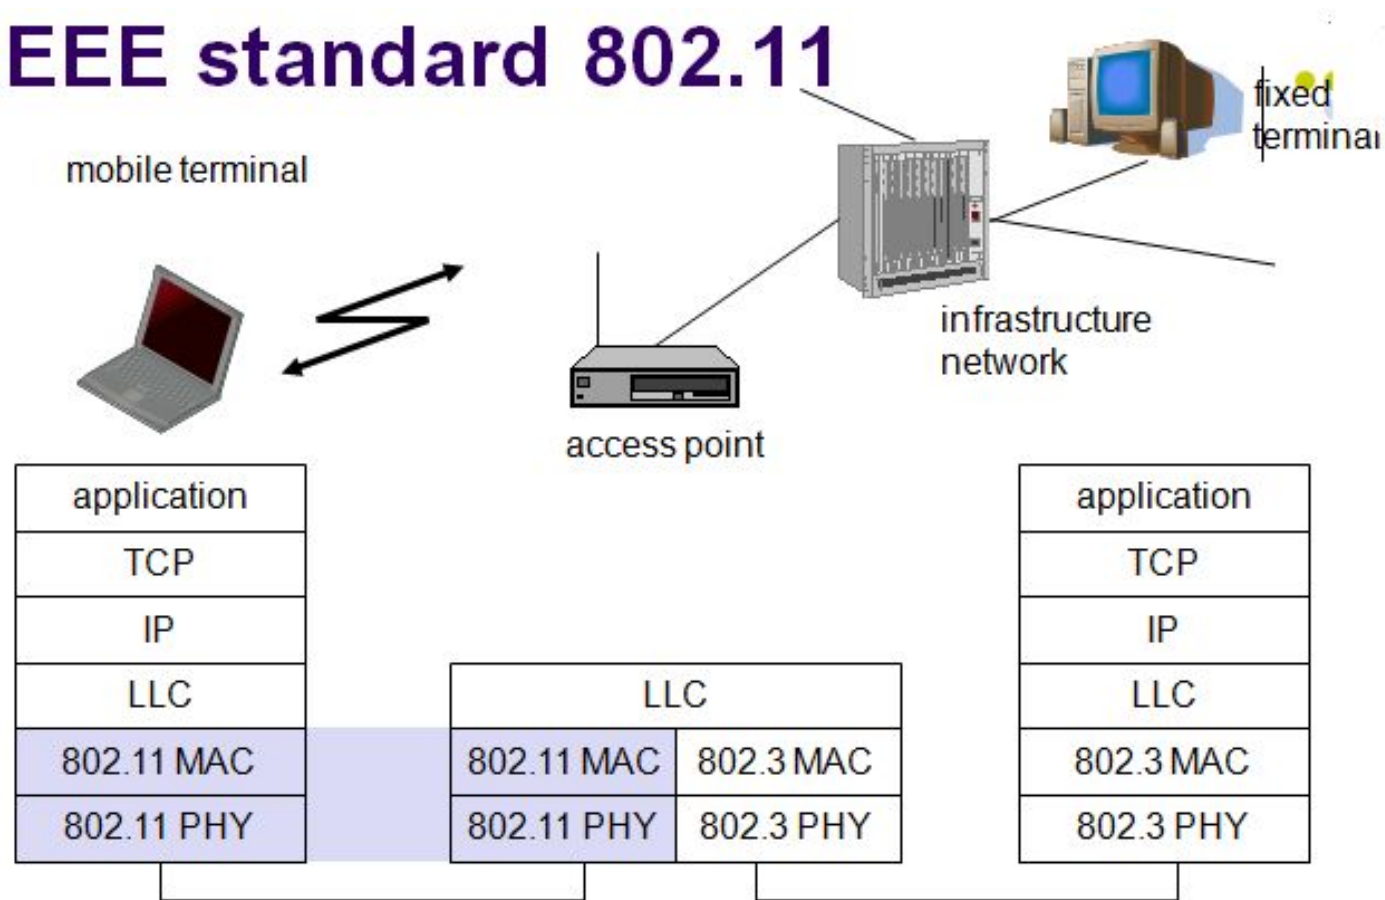 EEE standard 802.11
fixed
terminal
mobile terminal
infrastructure
network
access point
application
TCP
IP
LLC
802.11 MAC
802.11 PHY
LLC
802.11 MAC
802.3 MAC
802.11 PHY
802.3 PHY
application
TCP
IP
LLC
802.3 MAC
802.3 PHY